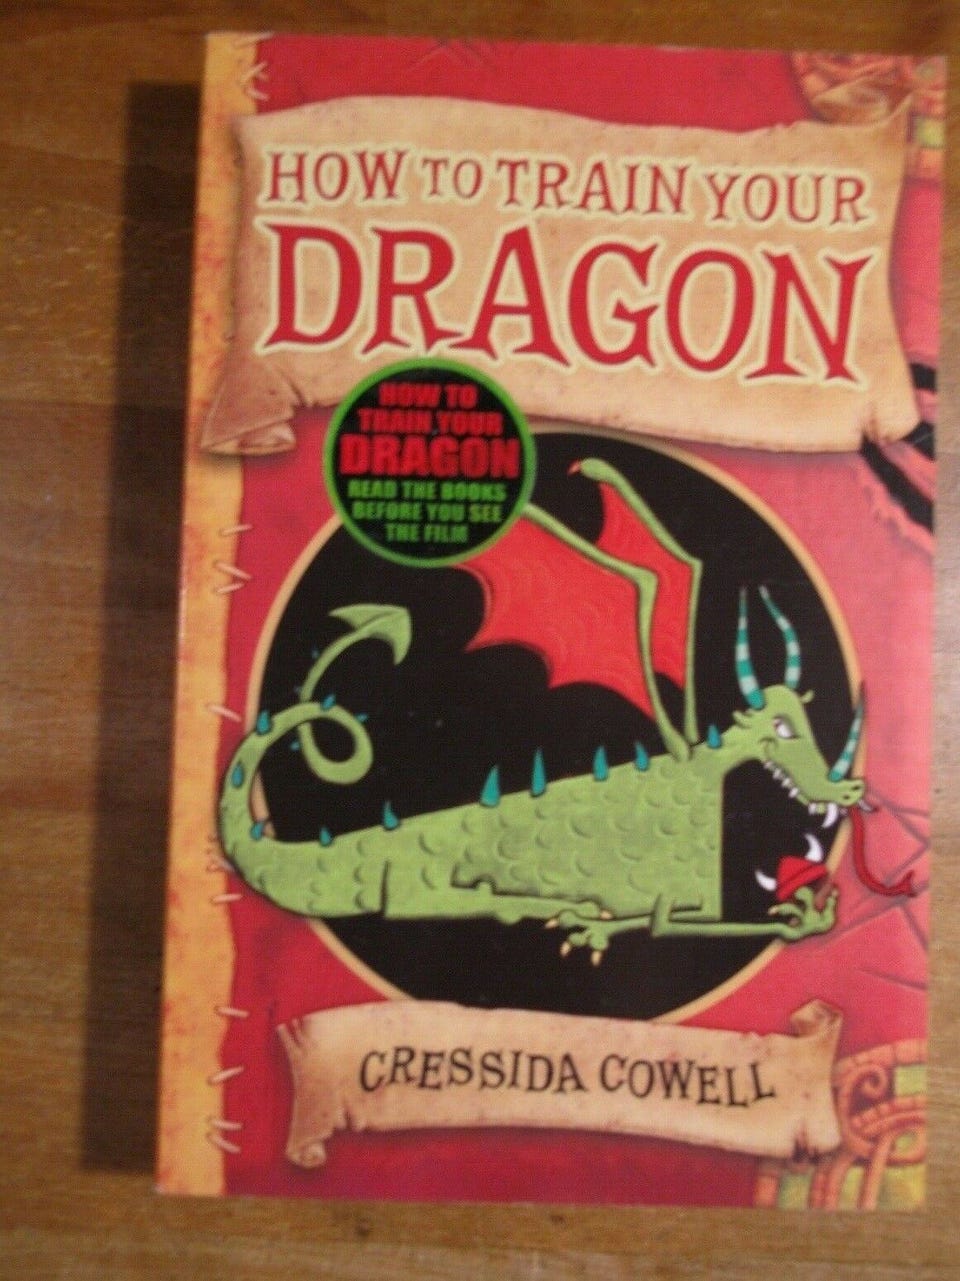 HOW TO TRAIN YOUR
DRAGON
HOW TO
TRAIN YOUR
DRAGON
READ THE BOOKS
BEFORE YOU SEE
THE FILM
CRESSIDA COWELL